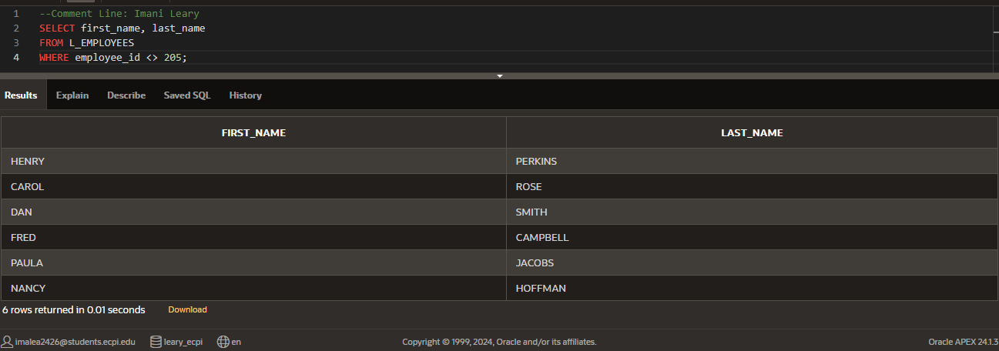 1 --Comment Line: Imani Leary
2 SELECT first_name, last_name
3 FROM L_EMPLOYEES
4 WHERE employee_id <> 205;
Results Explain Describe Saved SQL History
FIRST_NAME LAST_NAME
HENRY PERKINS
CAROL ROSE
DAN SMITH
FRED CAMPBELL
PAULA JACOBS
NANCY HOFFMAN
6 rows returned in 0.01 seconds Download
imalea2426@students.ecpi.edu leary_ecpi en Copyright © 1999, 2024, Oracle and/or its affiliates. Oracle APEX 24.1.3